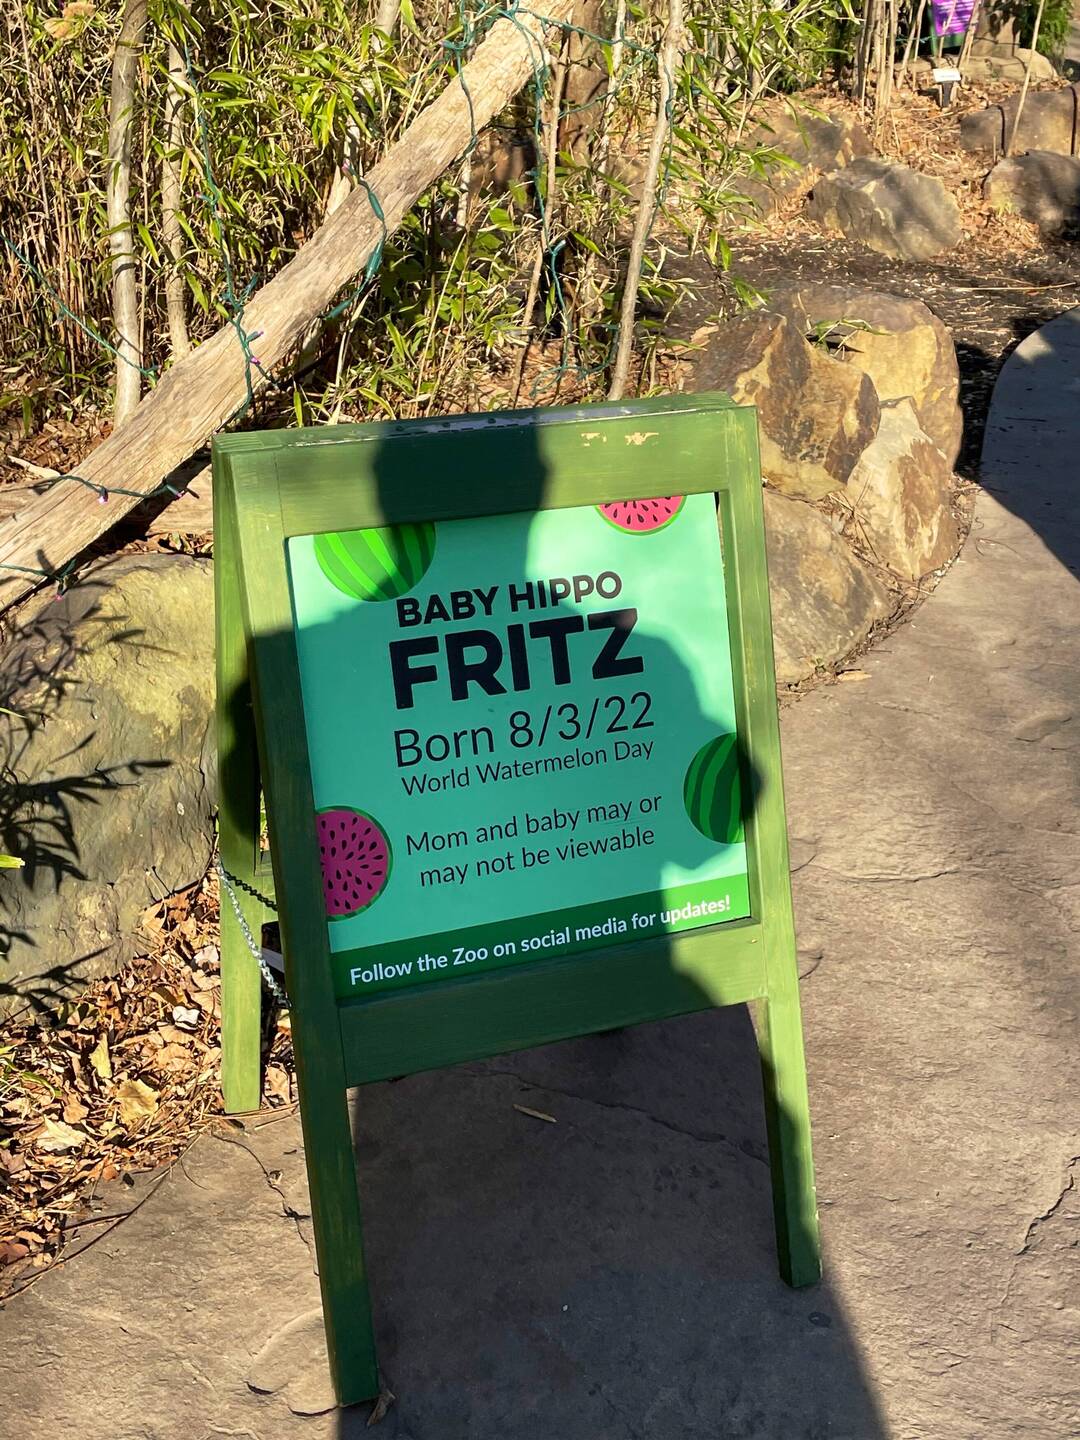 BABY HIPPO
FRITZ
Born 8/3/22
World Watermelon Day
Mom and baby may or
may not be viewable
Follow the Zoo on social media for updates!